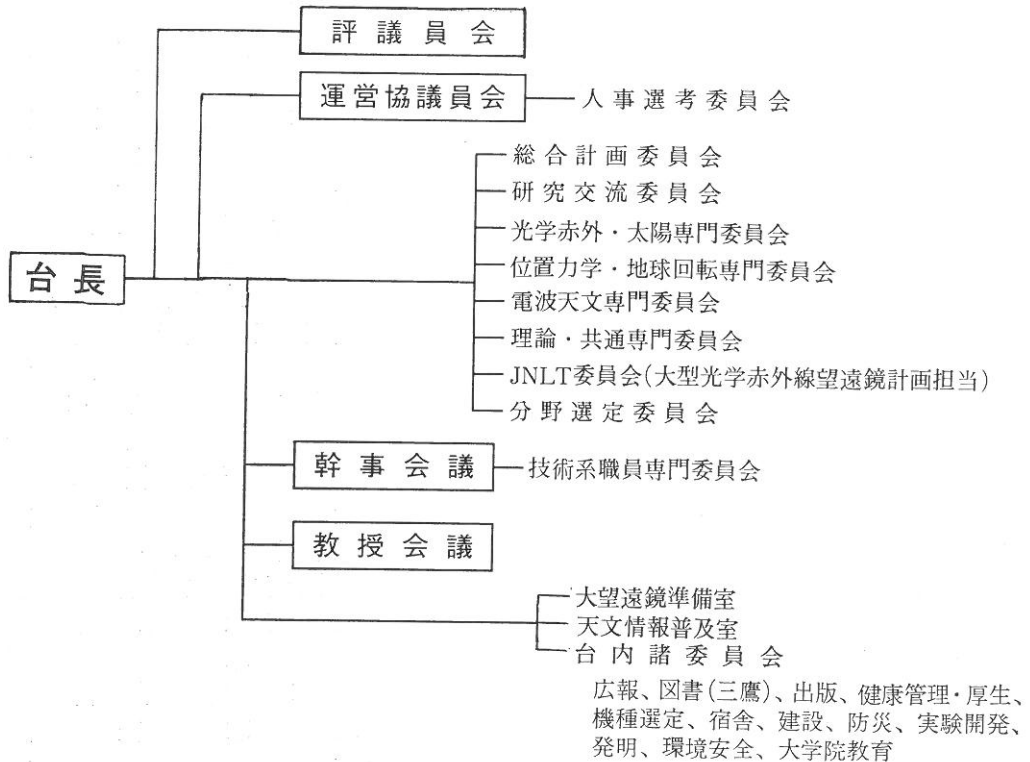 評議員会
運営協議員会
人事選考委員会
総合計画委員会
研究交流委員会
光学赤外・太陽専門委員会
台長
位置力学・地球回転専門委員会
電波天文専門委員会
理論・共通専門委員会
JNLT委員会(大型光学赤外線望遠鏡計画担当)
分野選定委員会
幹事会議
技術系職員専門委員会
教授会議
大望遠鏡準備室
天文情報普及室
台内諸委員会
広報、図書(三鷹)、出版、健康管理・厚生、
機種選定、宿舎、建設、防災、実験開発、
発明、環境安全、大学院教育